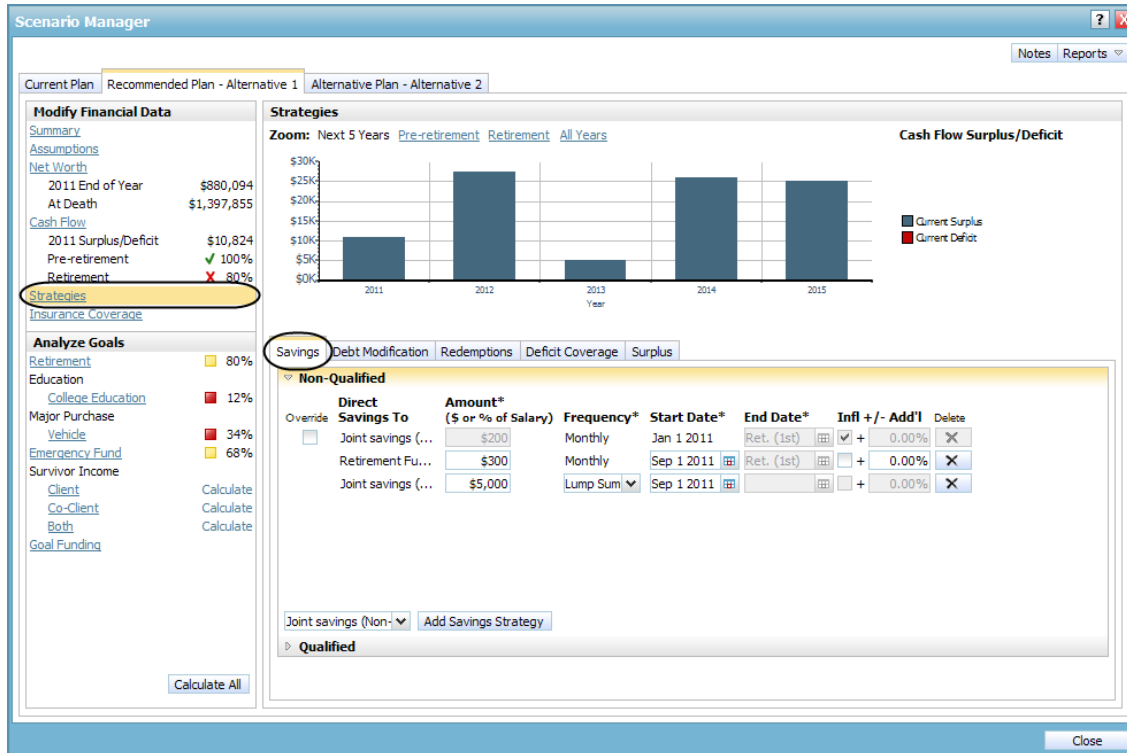 Scenario Manager
? X
Notes Reports
Current Plan Recommended Plan - Alternative 1 Alternative Plan - Alternative 2
Modify Financial Data
Summary
Assumptions
Net Worth
2011 End of Year $880,094
At Death $1,397,855
Cash Flow
2011 Surplus/Deficit $10,824
Pre-retirement 100%
Retirement X 80%
Strategies
Insurance Coverage
Analyze Goals
Retirement 80%
Education
College Education 12%
Major Purchase
Vehicle 34%
Emergency Fund 68%
Survivor Income
Client Calculate
Co-Client Calculate
Both Calculate
Goal Funding
Calculate All
Strategies
Zoom: Next 5 Years Pre-retirement Retirement All Years
Cash Flow Surplus/Deficit
$30K
$25K
$20K
$15K
$10K
$5K
$0K
2011 2012 2013 2014 2015
Year
Current Surplus
Current Deficit
Savings Debt Modification Redemptions Deficit Coverage Surplus
Non-Qualified
Direct Amount*
Override Savings To ($ or % of Salary) Frequency* Start Date* End Date* Infl +/- Add'l Delete
Joint savings (... $200 Monthly Jan 1 2011 Ret. (1st) + 0.00% X
Retirement Fu... $300 Monthly Sep 1 2011 Ret. (1st) + 0.00% X
Joint savings (... $5,000 Lump Sum Sep 1 2011 + 0.00% X
Joint savings (Non- Add Savings Strategy
Qualified
Close